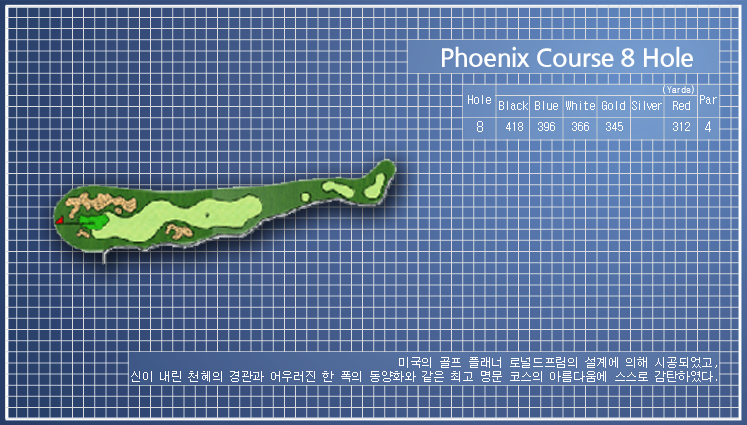 Phoenix Course 8 Hole
(Yards)
Hole Black Blue White Gold Silver Red Par
8 418 396 366 345 312 4
미국의 골프 플래너 로널드프림의 설계에 의해 시공되었고,
신이 내린 천혜의 경관과 어우러진 한 폭의 동양화와 같은 최고 명문 코스의 아름다움에 스스로 감탄하였다.